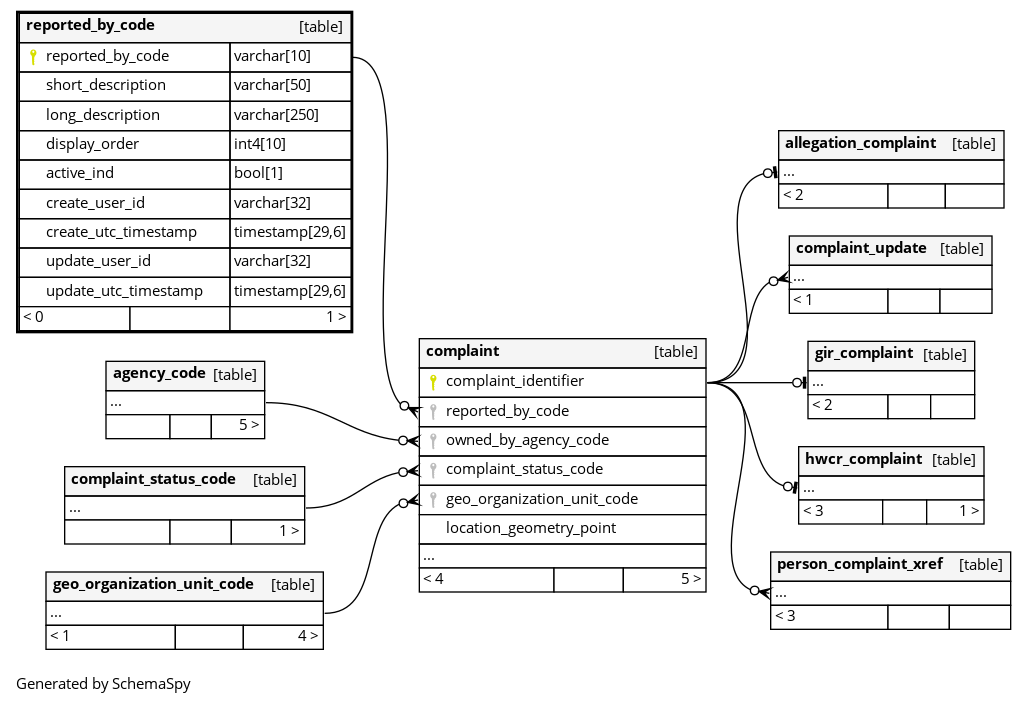 reported_by_code [table]
reported_by_code varchar[10]
short_description varchar[50]
long_description varchar[250]
display_order int4[10]
active_ind bool[1]
create_user_id varchar[32]
create_utc_timestamp timestamp[29,6]
update_user_id varchar[32]
update_utc_timestamp timestamp[29,6]
< 0 1 >
agency_code [table]
...
5 >
complaint_status_code [table]
...
1 >
geo_organization_unit_code [table]
...
< 1 4 >
complaint [table]
complaint_identifier
reported_by_code
owned_by_agency_code
complaint_status_code
geo_organization_unit_code
location_geometry_point
...
< 4 5 >
allegation_complaint [table]
...
< 2
complaint_update [table]
...
< 1
gir_complaint [table]
...
< 2
hwcr_complaint [table]
...
< 3 1 >
person_complaint_xref [table]
...
< 3
Generated by SchemaSpy